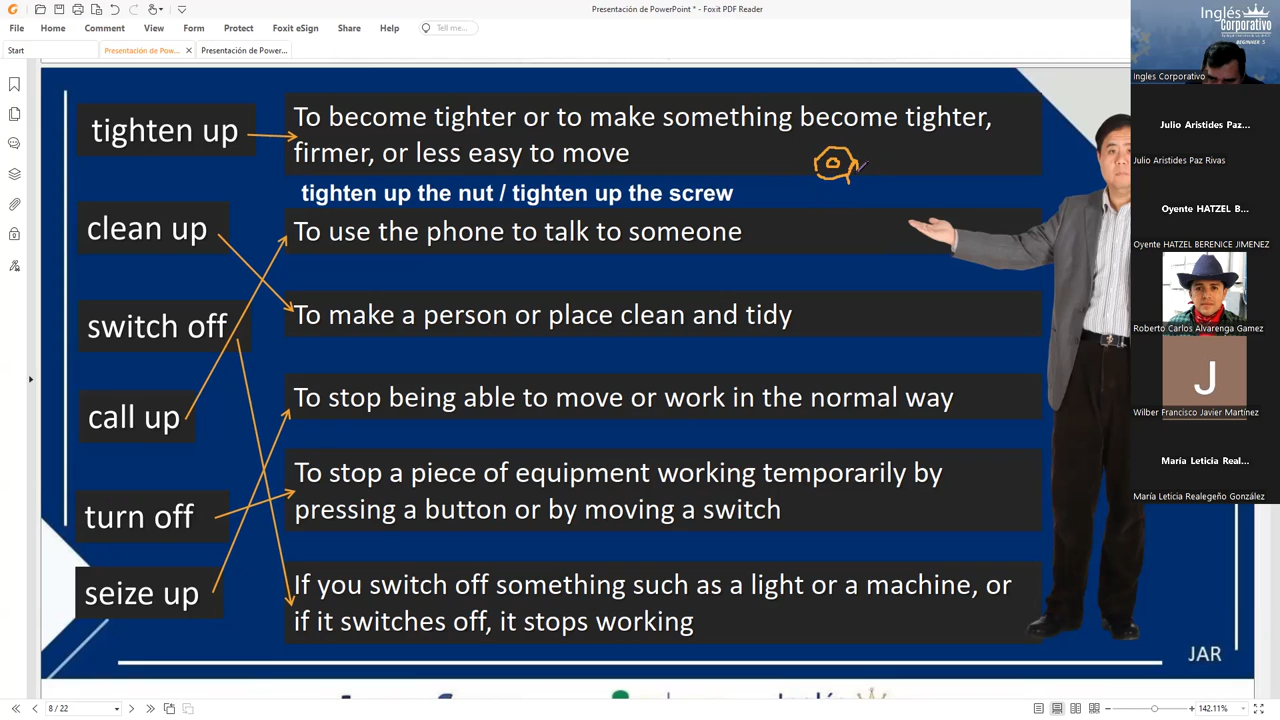 Presentación de PowerPoint * - Foxit PDF Reader
File
Home
Comment
View
Form
Protect
Foxit eSign
Share
Help
Tell me...
Start
Presentación de Pow...
Presentación de Power...
Inglés
Corporativo
BEGINNER 5
Ingles Corporativo
Julio Aristides Paz...
Julio Aristides Paz Rivas
Oyente HATZEL B...
Oyente HATZEL BERENICE JIMENEZ
Roberto Carlos Alvarenga Gamez
J
Wilber Francisco Javier Martínez
María Leticia Real...
María Leticia Realegeño González
tighten up
To become tighter or to make something become tighter,
firmer, or less easy to move
tighten up the nut / tighten up the screw
clean up
To use the phone to talk to someone
switch off
To make a person or place clean and tidy
call up
To stop being able to move or work in the normal way
turn off
To stop a piece of equipment working temporarily by
pressing a button or by moving a switch
seize up
If you switch off something such as a light or a machine, or
if it switches off, it stops working
JAR
8 / 22
142.11%